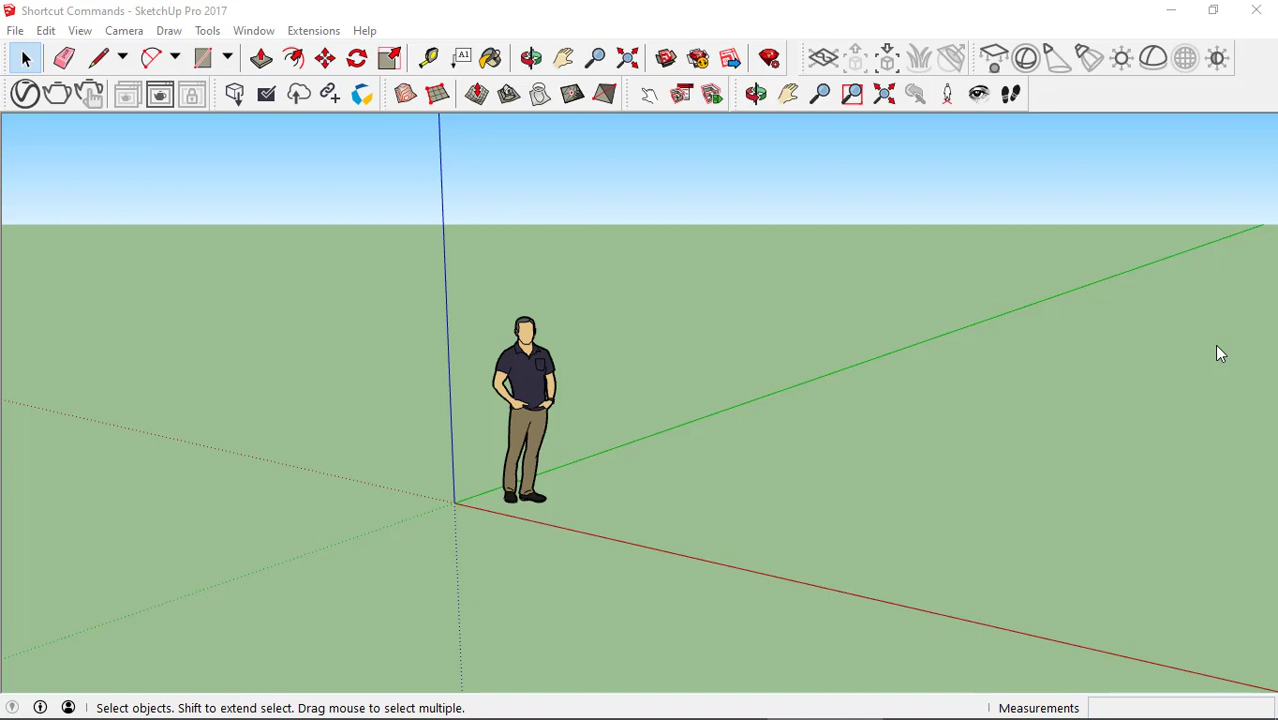 Shortcut Commands - SketchUp Pro 2017
File Edit View Camera Draw Tools Window Extensions Help
A1
Select objects. Shift to extend select. Drag mouse to select multiple.
Measurements